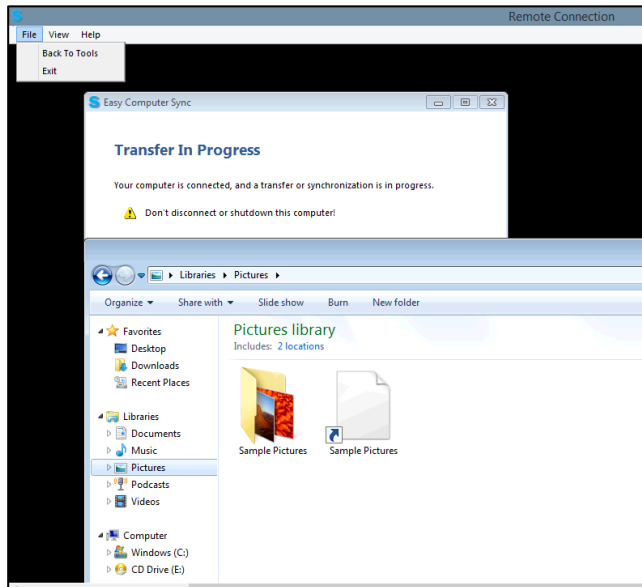 Remote Connection
File View Help
Back To Tools
Exit
Easy Computer Sync
Transfer In Progress
Your computer is connected, and a transfer or synchronization is in progress.
Don't disconnect or shutdown this computer!
Libraries Pictures
Organize Share with Slide show Burn New folder
Favorites
Desktop
Downloads
Recent Places
Libraries
Documents
Music
Pictures
Podcasts
Videos
Computer
Windows (C:)
CD Drive (E:)
Pictures library
Includes: 2 locations
Sample Pictures Sample Pictures